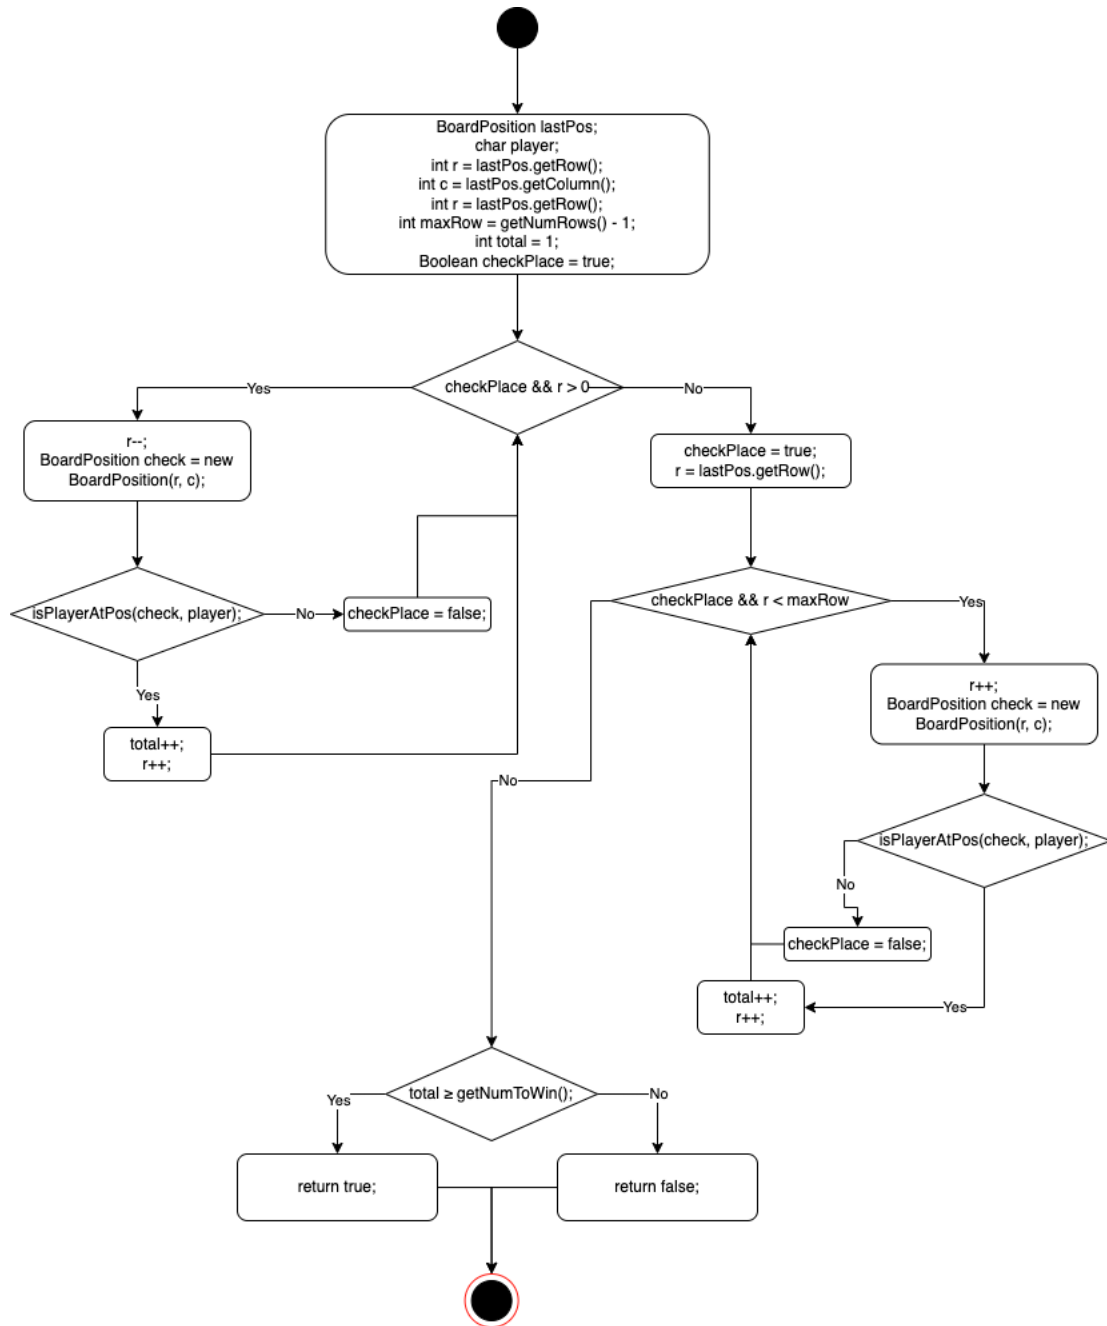 BoardPosition lastPos;
char player;
int r = lastPos.getRow();
int c = lastPos.getColumn();
int r = lastPos.getRow();
int maxRow = getNumRows() - 1;
int total = 1;
Boolean checkPlace = true;
checkPlace && r > 0
Yes
No
r--;
BoardPosition check = new
BoardPosition(r, c);
checkPlace = true;
r = lastPos.getRow();
isPlayerAtPos(check, player);
No
checkPlace = false;
Yes
total++;
r++;
checkPlace && r < maxRow
Yes
No
r++;
BoardPosition check = new
BoardPosition(r, c);
isPlayerAtPos(check, player);
No
checkPlace = false;
Yes
total++;
r++;
total ≥ getNumToWin();
Yes
No
return true;
return false;